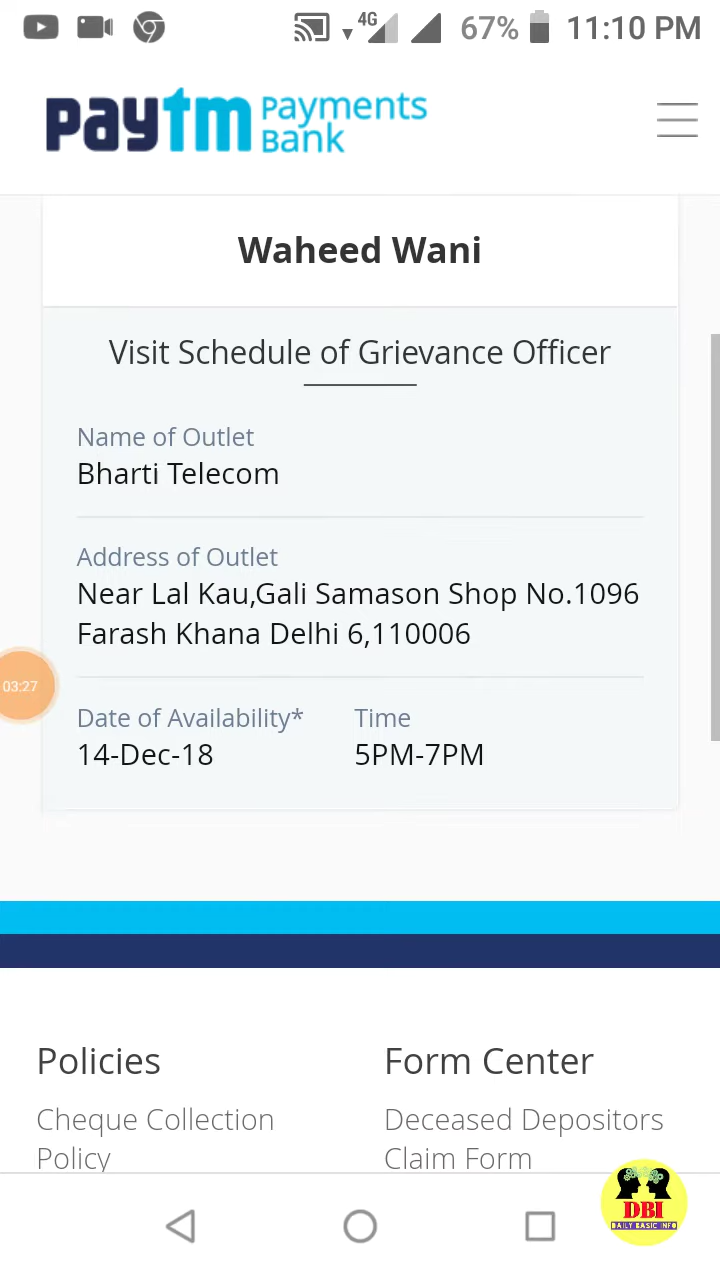 4G 67% 11:10 PM
paytm Payments Bank
Waheed Wani
Visit Schedule of Grievance Officer
Name of Outlet
Bharti Telecom
Address of Outlet
Near Lal Kau,Gali Samason Shop No.1096
Farash Khana Delhi 6,110006
03:27
Date of Availability* Time
14-Dec-18 5PM-7PM
Policies Form Center
Cheque Collection Deceased Depositors
Policy Claim Form
DBI
DAILY BASIC INFO